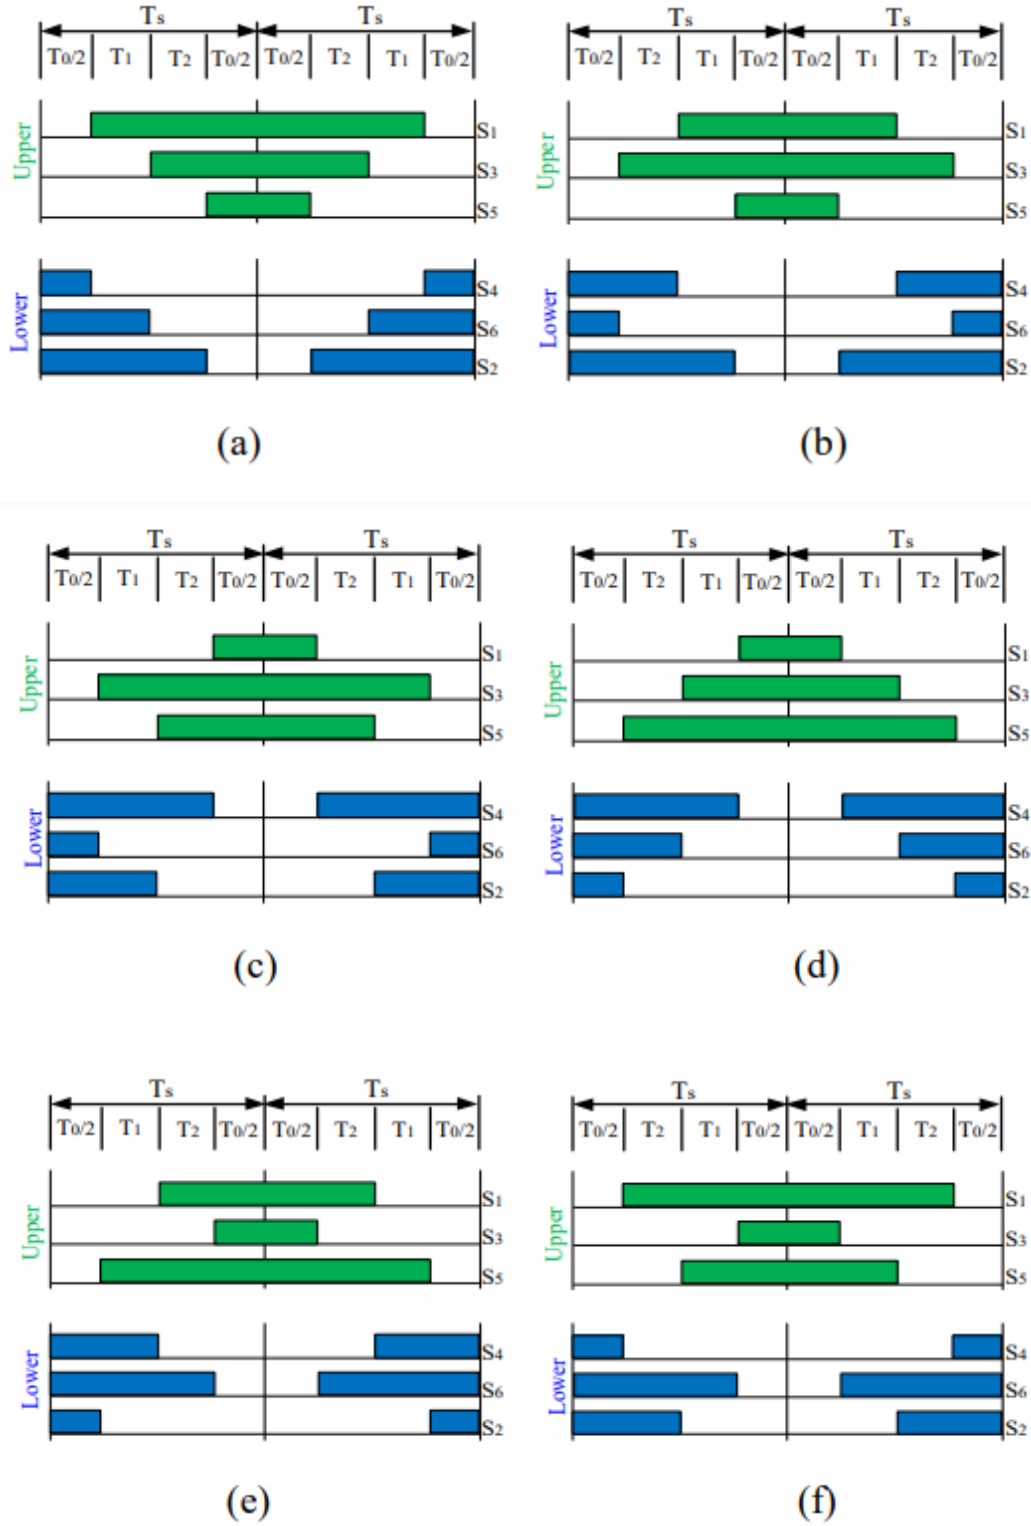 Ts Ts Ts Ts
T0/2 T1 T2 T0/2 T0/2 T2 T1 T0/2 T0/2 T2 T1 T0/2 T0/2 T1 T2 T0/2
Upper
S1
S3
S5
Upper
S1
S3
S5
Lower
S4
S6
S2
Lower
S4
S6
S2
(a) (b)
Ts Ts Ts Ts
T0/2 T1 T2 T0/2 T0/2 T2 T1 T0/2 T0/2 T2 T1 T0/2 T0/2 T1 T2 T0/2
Upper
S1
S3
S5
Upper
S1
S3
S5
Lower
S4
S6
S2
Lower
S4
S6
S2
(c) (d)
Ts Ts Ts Ts
T0/2 T1 T2 T0/2 T0/2 T2 T1 T0/2 T0/2 T2 T1 T0/2 T0/2 T1 T2 T0/2
Upper
S1
S3
S5
Upper
S1
S3
S5
Lower
S4
S6
S2
Lower
S4
S6
S2
(e) (f)